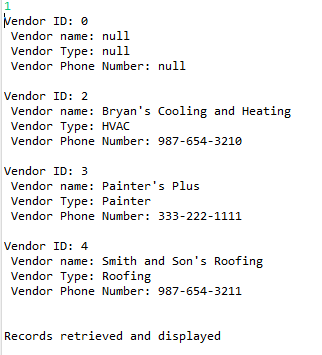 1
Vendor ID: 0
Vendor name: null
Vendor Type: null
Vendor Phone Number: null
Vendor ID: 2
Vendor name: Bryan's Cooling and Heating
Vendor Type: HVAC
Vendor Phone Number: 987-654-3210
Vendor ID: 3
Vendor name: Painter's Plus
Vendor Type: Painter
Vendor Phone Number: 333-222-1111
Vendor ID: 4
Vendor name: Smith and Son's Roofing
Vendor Type: Roofing
Vendor Phone Number: 987-654-3211
Records retrieved and displayed